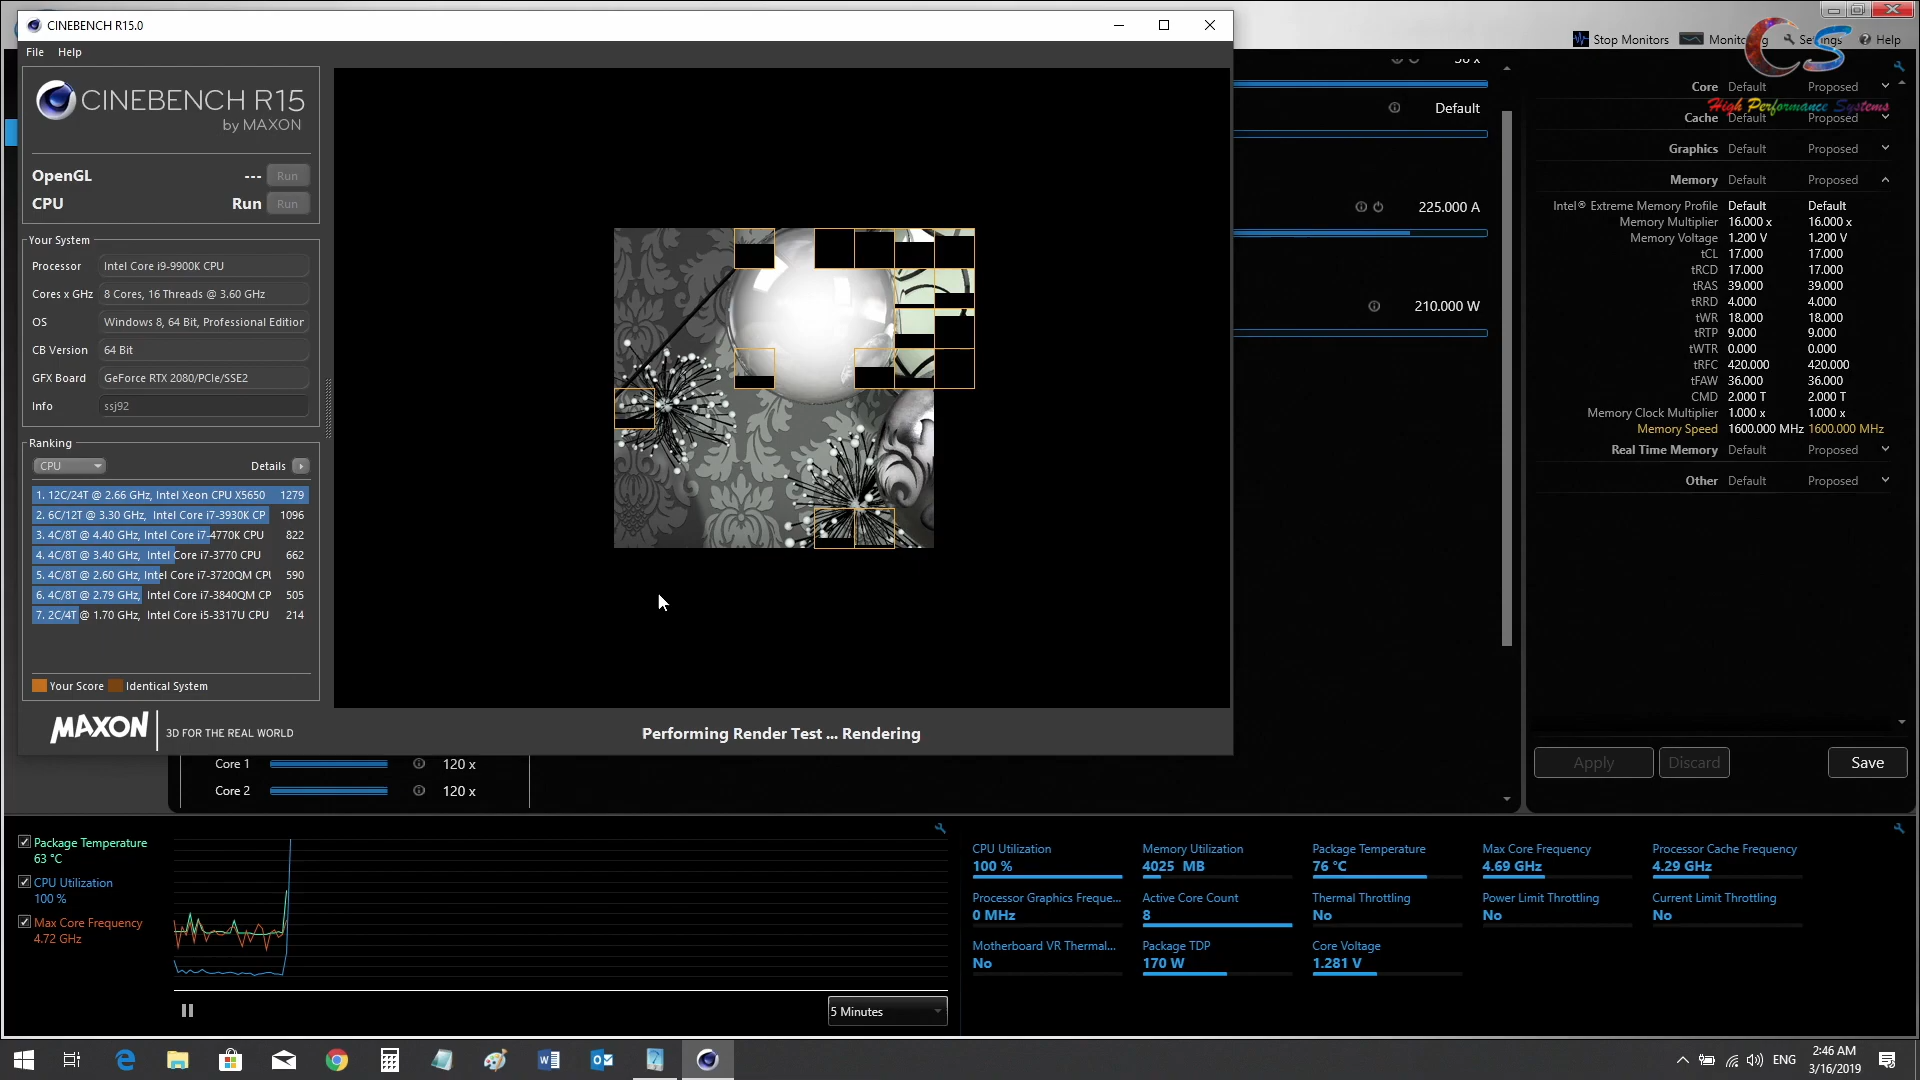 CINEBENCH R15.0
File Help
CINEBENCH R15
by MAXON
OpenGL --- Run
CPU Run Run
Your System
Processor Intel Core i9-9900K CPU
Cores x GHz 8 Cores, 16 Threads @ 3.60 GHz
OS Windows 8, 64 Bit, Professional Edition
CB Version 64 Bit
GFX Board GeForce RTX 2080/PCIe/SSE2
Info ssj92
Ranking
CPU Details
1. 12C/24T @ 2.66 GHz, Intel Xeon CPU X5650 1279
2. 6C/12T @ 3.30 GHz, Intel Core i7-3930K CP 1096
3. 4C/8T @ 4.40 GHz, Intel Core i7-4770K CPU 822
4. 4C/8T @ 3.40 GHz, Intel Core i7-3770 CPU 662
5. 4C/8T @ 2.60 GHz, Intel Core i7-3720QM CPU 590
6. 4C/8T @ 2.79 GHz, Intel Core i7-3840QM CP 505
7. 2C/4T @ 1.70 GHz, Intel Core i5-3317U CPU 214
Your Score Identical System
MAXON 3D FOR THE REAL WORLD
Performing Render Test ... Rendering
Default
225.000 A
210.000 W
Core 1 120 x
Core 2 120 x
Stop Monitors Help
CS
High Performance Systems
Core Default Proposed
Cache Default Proposed
Graphics Default Proposed
Memory Default Proposed
Intel® Extreme Memory Profile Default Default
Memory Multiplier 16.000 x 16.000 x
Memory Voltage 1.200 V 1.200 V
tCL 17.000 17.000
tRCD 17.000 17.000
tRAS 39.000 39.000
tRRD 4.000 4.000
tWR 18.000 18.000
tRTP 9.000 9.000
tWTR 0.000 0.000
tRFC 420.000 420.000
tFAW 36.000 36.000
CMD 2.000 T 2.000 T
Memory Clock Multiplier 1.000 x 1.000 x
Memory Speed 1600.000 MHz 1600.000 MHz
Real Time Memory Default Proposed
Other Default Proposed
Apply Discard Save
Package Temperature
63 °C
CPU Utilization
100 %
Max Core Frequency
4.72 GHz
5 Minutes
CPU Utilization Memory Utilization Package Temperature Max Core Frequency Processor Cache Frequency
100 % 4025 MB 76 °C 4.69 GHz 4.29 GHz
Processor Graphics Freque... Active Core Count Thermal Throttling Power Limit Throttling Current Limit Throttling
0 MHz 8 No No No
Motherboard VR Thermal... Package TDP Core Voltage
No 170 W 1.281 V
ENG
2:46 AM
3/16/2019